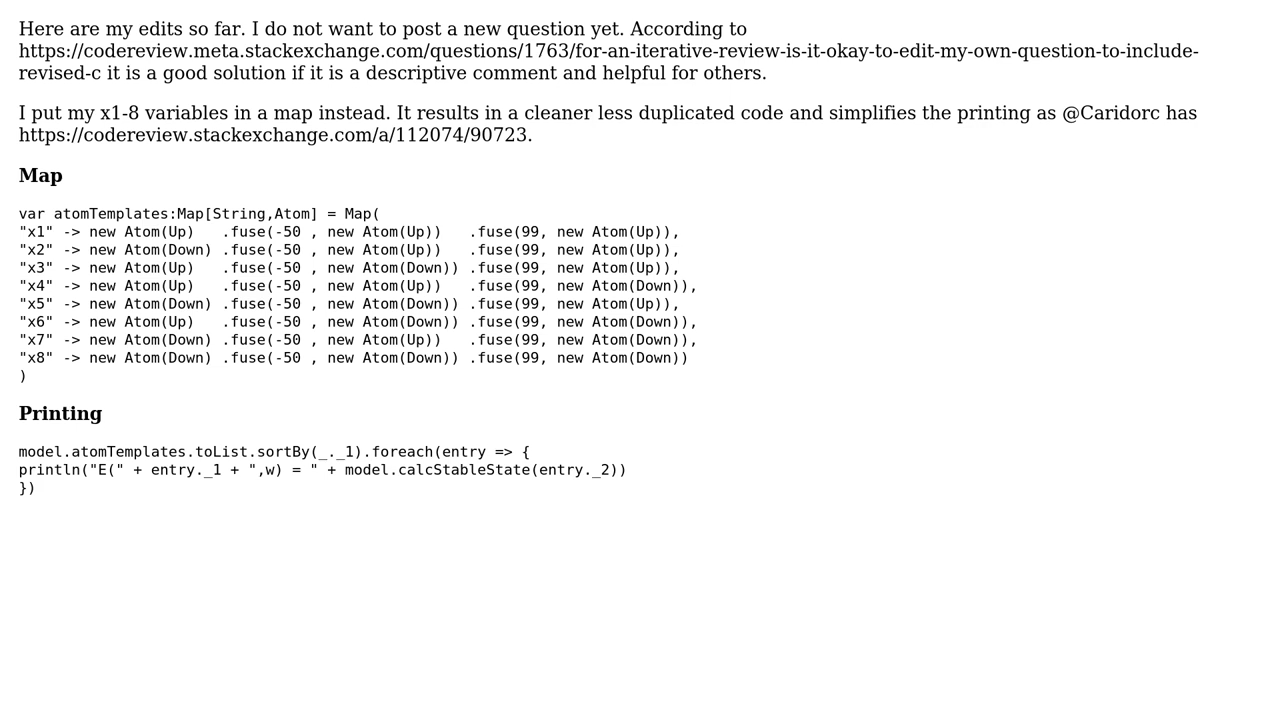 Here are my edits so far. I do not want to post a new question yet. According to
https://codereview.meta.stackexchange.com/questions/1763/for-an-iterative-review-is-it-okay-to-edit-my-own-question-to-include-
revised-c it is a good solution if it is a descriptive comment and helpful for others.
I put my x1-8 variables in a map instead. It results in a cleaner less duplicated code and simplifies the printing as @Caridorc has
https://codereview.stackexchange.com/a/112074/90723.
Map
var atomTemplates:Map[String,Atom] = Map(
"x1" -> new Atom(Up)   .fuse(-50 , new Atom(Up))   .fuse(99, new Atom(Up)),
"x2" -> new Atom(Down) .fuse(-50 , new Atom(Up))   .fuse(99, new Atom(Up)),
"x3" -> new Atom(Up)   .fuse(-50 , new Atom(Down)) .fuse(99, new Atom(Up)),
"x4" -> new Atom(Up)   .fuse(-50 , new Atom(Up))   .fuse(99, new Atom(Down)),
"x5" -> new Atom(Down) .fuse(-50 , new Atom(Down)) .fuse(99, new Atom(Up)),
"x6" -> new Atom(Up)   .fuse(-50 , new Atom(Down)) .fuse(99, new Atom(Down)),
"x7" -> new Atom(Down) .fuse(-50 , new Atom(Up))   .fuse(99, new Atom(Down)),
"x8" -> new Atom(Down) .fuse(-50 , new Atom(Down)) .fuse(99, new Atom(Down))
)
Printing
model.atomTemplates.toList.sortBy(_._1).foreach(entry => {
println("E(" + entry._1 + ",w) = " + model.calcStableState(entry._2))
})